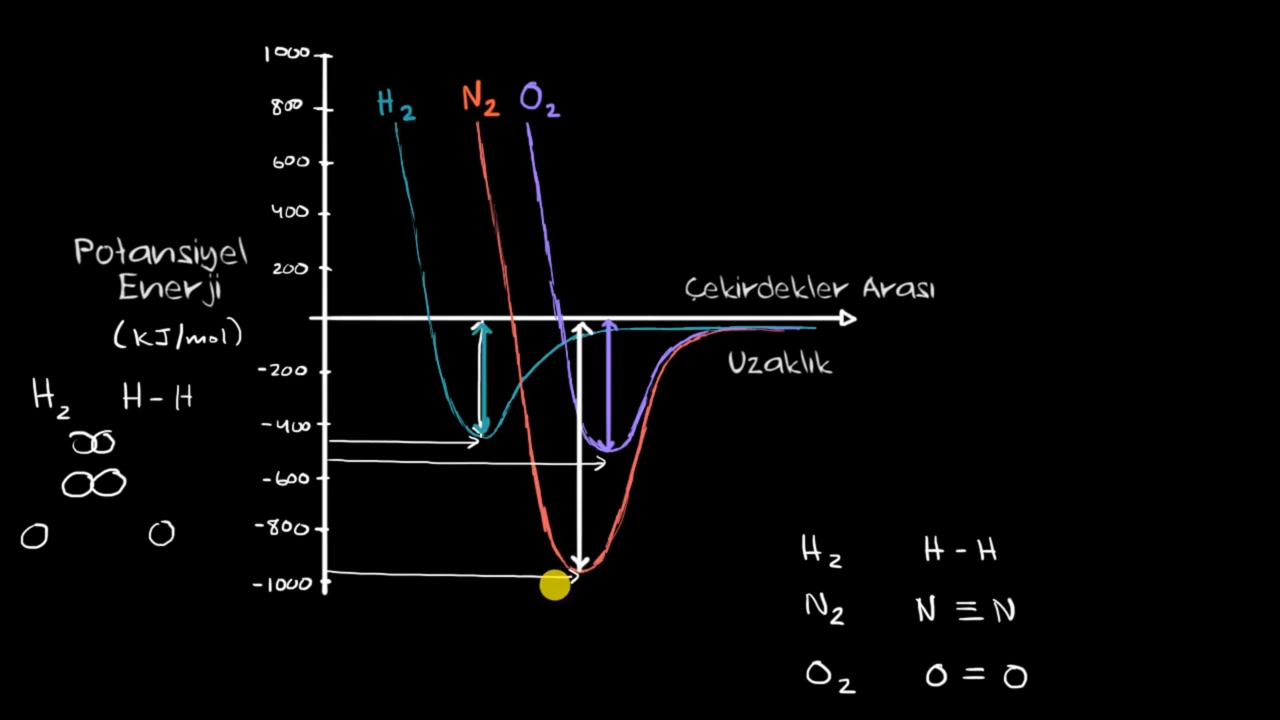 1000
H2 N2 O2
800
600
400
200
Potansiyel
Enerji
(KJ/mol)
Çekirdekler Arası
Uzaklık
-200
-400
-600
-800
-1000
H2 H-H
H2 H-H
N2 N≡N
O2 O=O